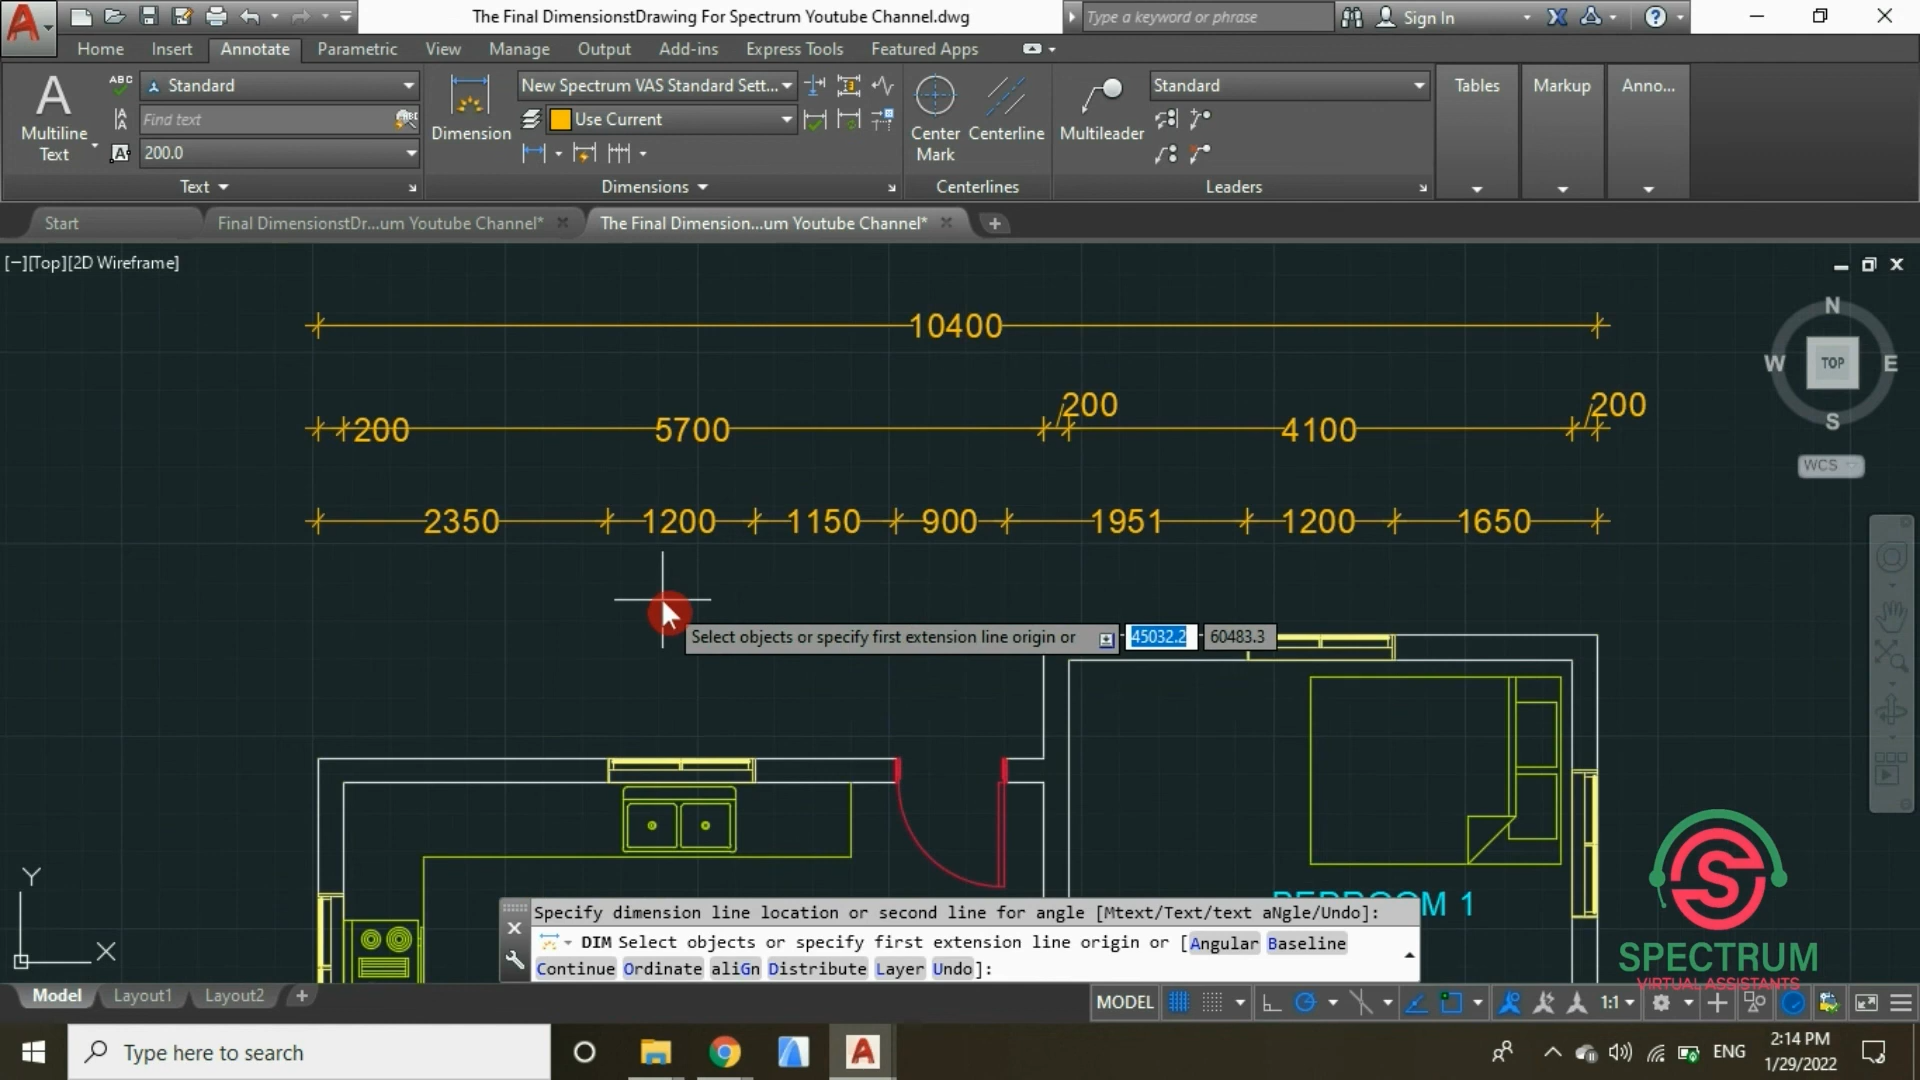 The Final DimensionstDrawing For Spectrum Youtube Channel.dwg
Type a keyword or phrase
Sign In
Home Insert Annotate Parametric View Manage Output Add-ins Express Tools Featured Apps
A
Multiline Text
ABC
Standard
Find text
200.0
Text
Dimension
New Spectrum VAS Standard Sett...
Use Current
Dimensions
Center Mark
Centerline
Centerlines
Multileader
Standard
Leaders
Tables
Markup
Anno...
Start
Final DimensionstDr...um Youtube Channel*
The Final Dimension...um Youtube Channel*
[−][Top][2D Wireframe]
N
W TOP E
S
WCS
10400
200 5700 200 4100 200
2350 1200 1150 900 1951 1200 1650
Select objects or specify first extension line origin or 45032.2 60483.3
Y
X
Specify dimension line location or second line for angle [Mtext/Text/text aNgle/Undo]:
DIM Select objects or specify first extension line origin or [Angular Baseline
Continue Ordinate aliGn Distribute Layer Undo]:
M 1
S
SPECTRUM
VIRTUAL ASSISTANTS
Model Layout1 Layout2
MODEL
1:1
Type here to search
ENG
2:14 PM
1/29/2022